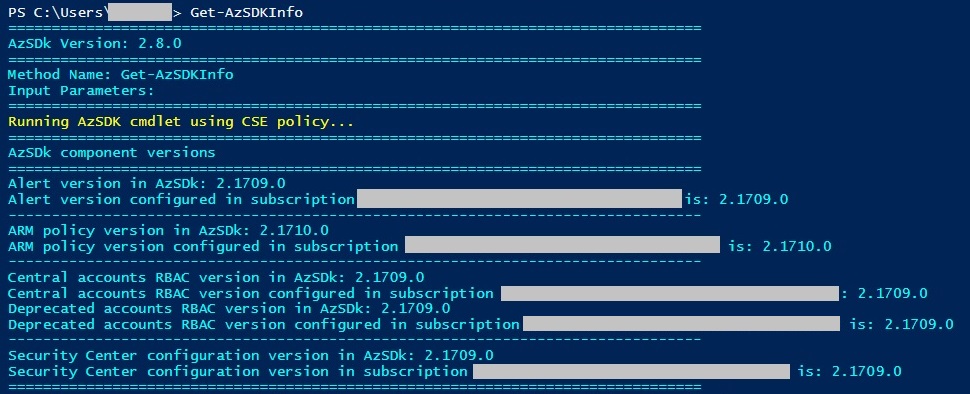 PS C:\Users\> Get-AzSDKInfo
================================================================================
AzSDk Version: 2.8.0
================================================================================
Method Name: Get-AzSDKInfo
Input Parameters:
================================================================================
Running AzSDK cmdlet using CSE policy...
================================================================================
AzSDk component versions
================================================================================
Alert version in AzSDk: 2.1709.0
Alert version configured in subscription is: 2.1709.0
--------------------------------------------------------------------------------
ARM policy version in AzSDk: 2.1710.0
ARM policy version configured in subscription is: 2.1710.0
--------------------------------------------------------------------------------
Central accounts RBAC version in AzSDk: 2.1709.0
Central accounts RBAC version configured in subscription : 2.1709.0
Deprecated accounts RBAC version in AzSDk: 2.1709.0
Deprecated accounts RBAC version configured in subscription is: 2.1709.0
--------------------------------------------------------------------------------
Security Center configuration version in AzSDk: 2.1709.0
Security Center configuration version in subscription is: 2.1709.0
================================================================================